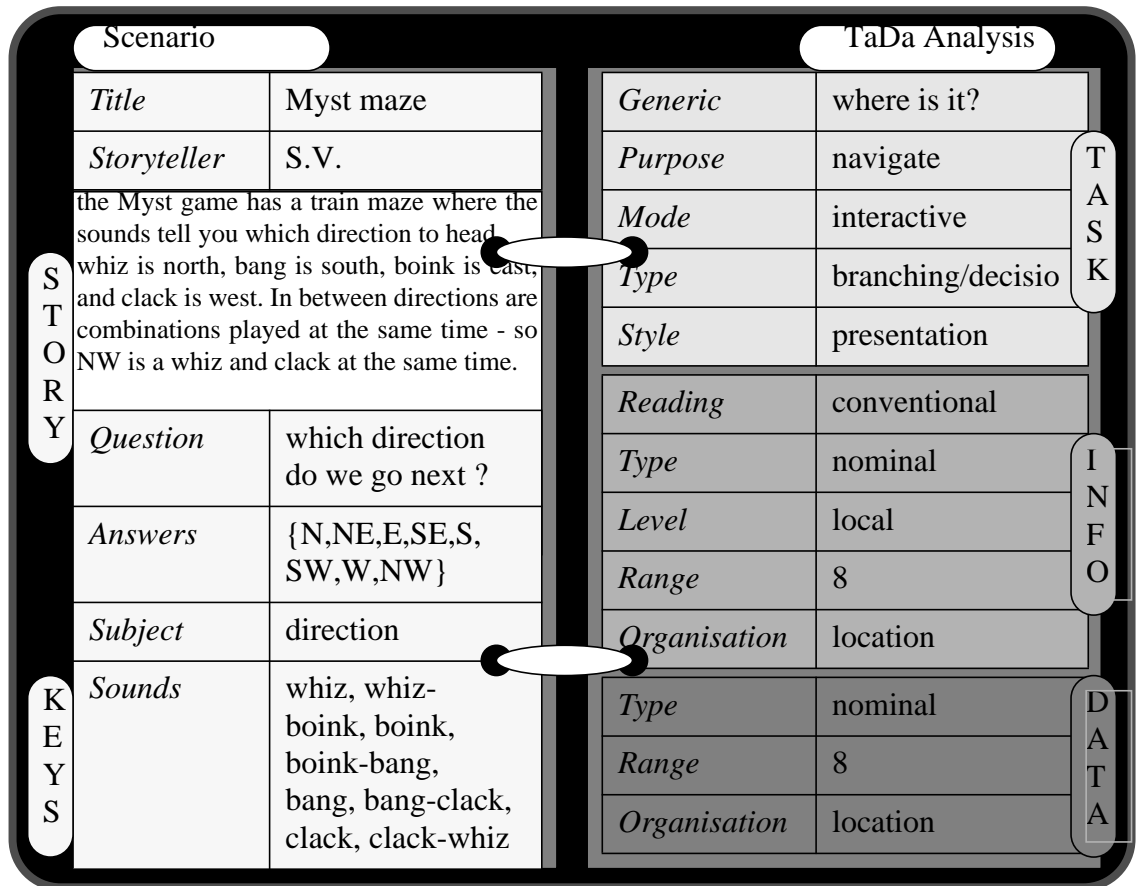 Scenario
Title Myst maze
Storyteller S.V.
the Myst game has a train maze where the
sounds tell you which direction to head
whiz is north, bang is south, boink is east,
and clack is west. In between directions are
combinations played at the same time - so
NW is a whiz and clack at the same time.
Question which direction
do we go next ?
Answers {N,NE,E,SE,S,
SW,W,NW}
Subject direction
Sounds whiz, whiz-
boink, boink,
boink-bang,
bang, bang-clack,
clack, clack-whiz
STORY
KEYS
TaDa Analysis
Generic where is it?
Purpose navigate
Mode interactive
Type branching/decisio
Style presentation
TASK
Reading conventional
Type nominal
Level local
Range 8
Organisation location
INFO
Type nominal
Range 8
Organisation location
DATA